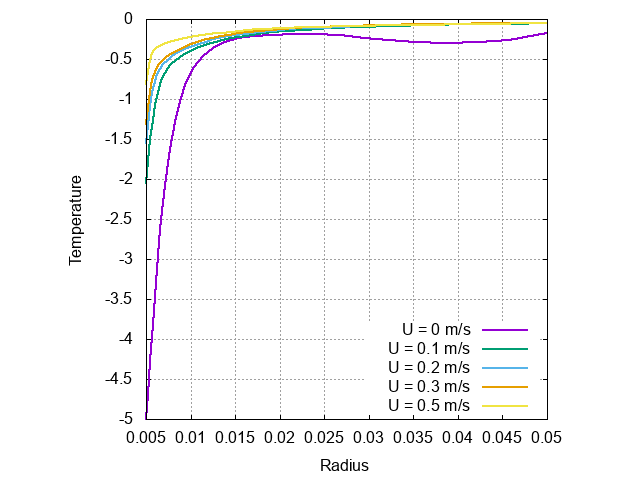 0
-0.5
-1
-1.5
-2
-2.5
-3
-3.5
-4
-4.5
-5
Temperature
U = 0 m/s
U = 0.1 m/s
U = 0.2 m/s
U = 0.3 m/s
U = 0.5 m/s
0.005 0.01 0.015 0.02 0.025 0.03 0.035 0.04 0.045 0.05
Radius